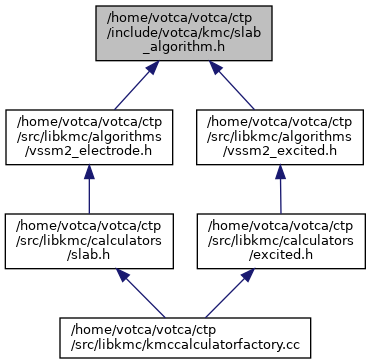 /home/votca/votca/ctp
/include/votca/kmc/slab
_algorithm.h
/home/votca/votca/ctp
/src/libkmc/algorithms
/vssm2_electrode.h
/home/votca/votca/ctp
/src/libkmc/algorithms
/vssm2_excited.h
/home/votca/votca/ctp
/src/libkmc/calculators
/slab.h
/home/votca/votca/ctp
/src/libkmc/calculators
/excited.h
/home/votca/votca/ctp
/src/libkmc/kmccalculatorfactory.cc